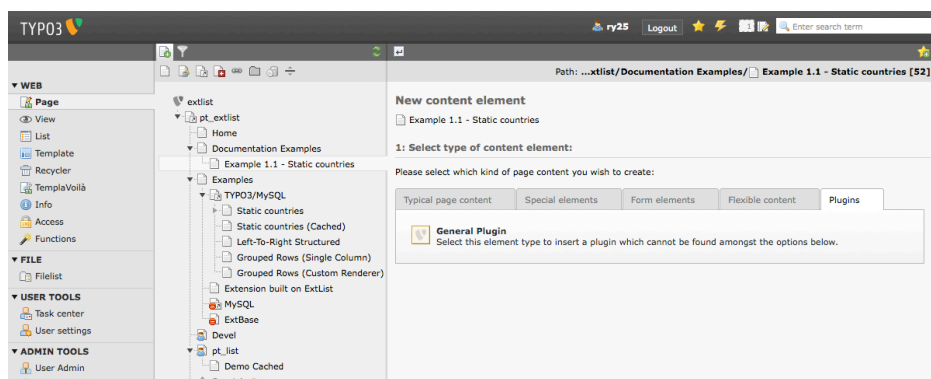 TYPO3
ry25
Logout
1
Enter search term
Path: ...xtlist/Documentation Examples/ Example 1.1 - Static countries [52]
WEB
Page
View
List
Template
Recycler
TemplaVoilà
Info
Access
Functions
FILE
Filelist
USER TOOLS
Task center
User settings
ADMIN TOOLS
User Admin
extlist
pt_extlist
Home
Documentation Examples
Example 1.1 - Static countries
Examples
TYPO3/MySQL
Static countries
Static countries (Cached)
Left-To-Right Structured
Grouped Rows (Single Column)
Grouped Rows (Custom Renderer)
Extension built on ExtList
MySQL
ExtBase
Devel
pt_list
Demo Cached
New content element
Example 1.1 - Static countries
1: Select type of content element:
Please select which kind of page content you wish to create:
Typical page content
Special elements
Form elements
Flexible content
Plugins
General Plugin
Select this element type to insert a plugin which cannot be found amongst the options below.